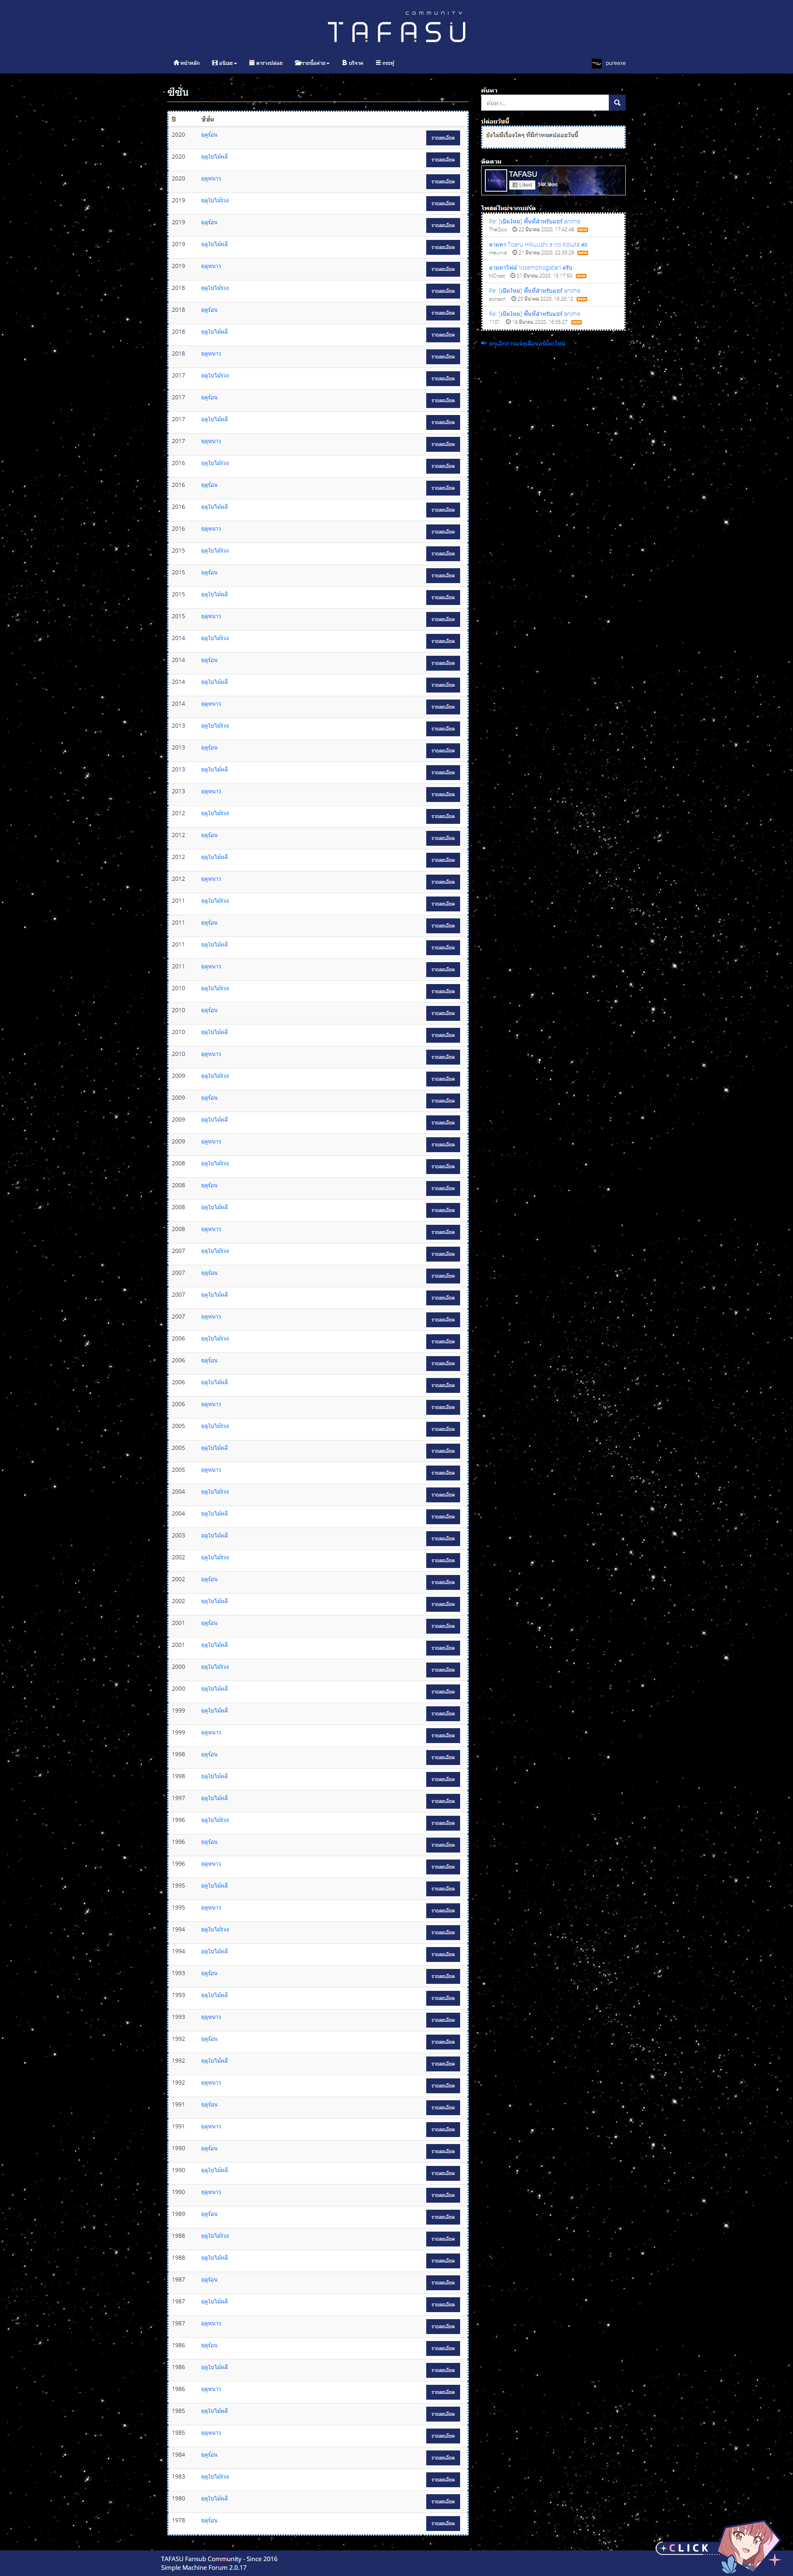 COMMUNITY
TAFASU
หน้าหลัก อนิเมะ ตารางปล่อย รายชื่อค่าย บริจาค กระทู้ pureexe
ซีซั่น
ปี ซีซั่น
2020 ฤดูร้อน รายละเอียด
2020 ฤดูใบไม้ผลิ รายละเอียด
2020 ฤดูหนาว รายละเอียด
2019 ฤดูใบไม้ร่วง รายละเอียด
2019 ฤดูร้อน รายละเอียด
2019 ฤดูใบไม้ผลิ รายละเอียด
2019 ฤดูหนาว รายละเอียด
2018 ฤดูใบไม้ร่วง รายละเอียด
2018 ฤดูร้อน รายละเอียด
2018 ฤดูใบไม้ผลิ รายละเอียด
2018 ฤดูหนาว รายละเอียด
2017 ฤดูใบไม้ร่วง รายละเอียด
2017 ฤดูร้อน รายละเอียด
2017 ฤดูใบไม้ผลิ รายละเอียด
2017 ฤดูหนาว รายละเอียด
2016 ฤดูใบไม้ร่วง รายละเอียด
2016 ฤดูร้อน รายละเอียด
2016 ฤดูใบไม้ผลิ รายละเอียด
2016 ฤดูหนาว รายละเอียด
2015 ฤดูใบไม้ร่วง รายละเอียด
2015 ฤดูร้อน รายละเอียด
2015 ฤดูใบไม้ผลิ รายละเอียด
2015 ฤดูหนาว รายละเอียด
2014 ฤดูใบไม้ร่วง รายละเอียด
2014 ฤดูร้อน รายละเอียด
2014 ฤดูใบไม้ผลิ รายละเอียด
2014 ฤดูหนาว รายละเอียด
2013 ฤดูใบไม้ร่วง รายละเอียด
2013 ฤดูร้อน รายละเอียด
2013 ฤดูใบไม้ผลิ รายละเอียด
2013 ฤดูหนาว รายละเอียด
2012 ฤดูใบไม้ร่วง รายละเอียด
2012 ฤดูร้อน รายละเอียด
2012 ฤดูใบไม้ผลิ รายละเอียด
2012 ฤดูหนาว รายละเอียด
2011 ฤดูใบไม้ร่วง รายละเอียด
2011 ฤดูร้อน รายละเอียด
2011 ฤดูใบไม้ผลิ รายละเอียด
2011 ฤดูหนาว รายละเอียด
2010 ฤดูใบไม้ร่วง รายละเอียด
2010 ฤดูร้อน รายละเอียด
2010 ฤดูใบไม้ผลิ รายละเอียด
2010 ฤดูหนาว รายละเอียด
2009 ฤดูใบไม้ร่วง รายละเอียด
2009 ฤดูร้อน รายละเอียด
2009 ฤดูใบไม้ผลิ รายละเอียด
2009 ฤดูหนาว รายละเอียด
2008 ฤดูใบไม้ร่วง รายละเอียด
2008 ฤดูร้อน รายละเอียด
2008 ฤดูใบไม้ผลิ รายละเอียด
2008 ฤดูหนาว รายละเอียด
2007 ฤดูใบไม้ร่วง รายละเอียด
2007 ฤดูร้อน รายละเอียด
2007 ฤดูใบไม้ผลิ รายละเอียด
2007 ฤดูหนาว รายละเอียด
2006 ฤดูใบไม้ร่วง รายละเอียด
2006 ฤดูร้อน รายละเอียด
2006 ฤดูใบไม้ผลิ รายละเอียด
2006 ฤดูหนาว รายละเอียด
2005 ฤดูใบไม้ร่วง รายละเอียด
2005 ฤดูใบไม้ผลิ รายละเอียด
2005 ฤดูหนาว รายละเอียด
2004 ฤดูใบไม้ร่วง รายละเอียด
2004 ฤดูใบไม้ผลิ รายละเอียด
2003 ฤดูใบไม้ผลิ รายละเอียด
2002 ฤดูใบไม้ร่วง รายละเอียด
2002 ฤดูร้อน รายละเอียด
2002 ฤดูใบไม้ผลิ รายละเอียด
2001 ฤดูร้อน รายละเอียด
2001 ฤดูใบไม้ผลิ รายละเอียด
2000 ฤดูใบไม้ร่วง รายละเอียด
2000 ฤดูใบไม้ผลิ รายละเอียด
1999 ฤดูใบไม้ผลิ รายละเอียด
1999 ฤดูหนาว รายละเอียด
1998 ฤดูร้อน รายละเอียด
1998 ฤดูใบไม้ผลิ รายละเอียด
1997 ฤดูใบไม้ผลิ รายละเอียด
1996 ฤดูใบไม้ร่วง รายละเอียด
1996 ฤดูร้อน รายละเอียด
1996 ฤดูหนาว รายละเอียด
1995 ฤดูใบไม้ผลิ รายละเอียด
1995 ฤดูหนาว รายละเอียด
1994 ฤดูใบไม้ร่วง รายละเอียด
1994 ฤดูใบไม้ผลิ รายละเอียด
1993 ฤดูร้อน รายละเอียด
1993 ฤดูใบไม้ผลิ รายละเอียด
1993 ฤดูหนาว รายละเอียด
1992 ฤดูร้อน รายละเอียด
1992 ฤดูใบไม้ผลิ รายละเอียด
1992 ฤดูหนาว รายละเอียด
1991 ฤดูร้อน รายละเอียด
1991 ฤดูหนาว รายละเอียด
1990 ฤดูร้อน รายละเอียด
1990 ฤดูใบไม้ผลิ รายละเอียด
1990 ฤดูหนาว รายละเอียด
1989 ฤดูร้อน รายละเอียด
1988 ฤดูใบไม้ร่วง รายละเอียด
1988 ฤดูใบไม้ผลิ รายละเอียด
1987 ฤดูร้อน รายละเอียด
1987 ฤดูใบไม้ผลิ รายละเอียด
1987 ฤดูหนาว รายละเอียด
1986 ฤดูร้อน รายละเอียด
1986 ฤดูใบไม้ผลิ รายละเอียด
1986 ฤดูหนาว รายละเอียด
1985 ฤดูใบไม้ผลิ รายละเอียด
1985 ฤดูหนาว รายละเอียด
1984 ฤดูร้อน รายละเอียด
1983 ฤดูใบไม้ร่วง รายละเอียด
1980 ฤดูใบไม้ผลิ รายละเอียด
1978 ฤดูร้อน รายละเอียด
ค้นหา
ค้นหา...
ปล่อยวันนี้
ยังไม่มีเรื่องใดๆ ที่มีกำหนดปล่อยวันนี้
ติดตาม
TAFASU
Liked 34K likes
โพสต์ใหม่จากบอร์ด
Re: [เปิดใหม่] พื้นที่สำหรับแชร์ anime
TheQoo 22 มีนาคม 2020, 17:42:48
ตามหา Toaru Hikuushi e no Koiuta ค่ะ
meunie 21 มีนาคม 2020, 22:33:29
ตามหาไฟล์ Nisemonogatari ครับ
21 มีนาคม 2020, 15:17:50
Re: [เปิดใหม่] พื้นที่สำหรับแชร์ anime
aonson 20 มีนาคม 2020, 16:26:12
Re: [เปิดใหม่] พื้นที่สำหรับแชร์ anime
1151 18 มีนาคม 2020, 16:55:27
ยกเลิกการแจ้งเตือนอนิเมะใหม่
CLICK
TAFASU Fansub Community - Since 2016
Simple Machine Forum 2.0.17